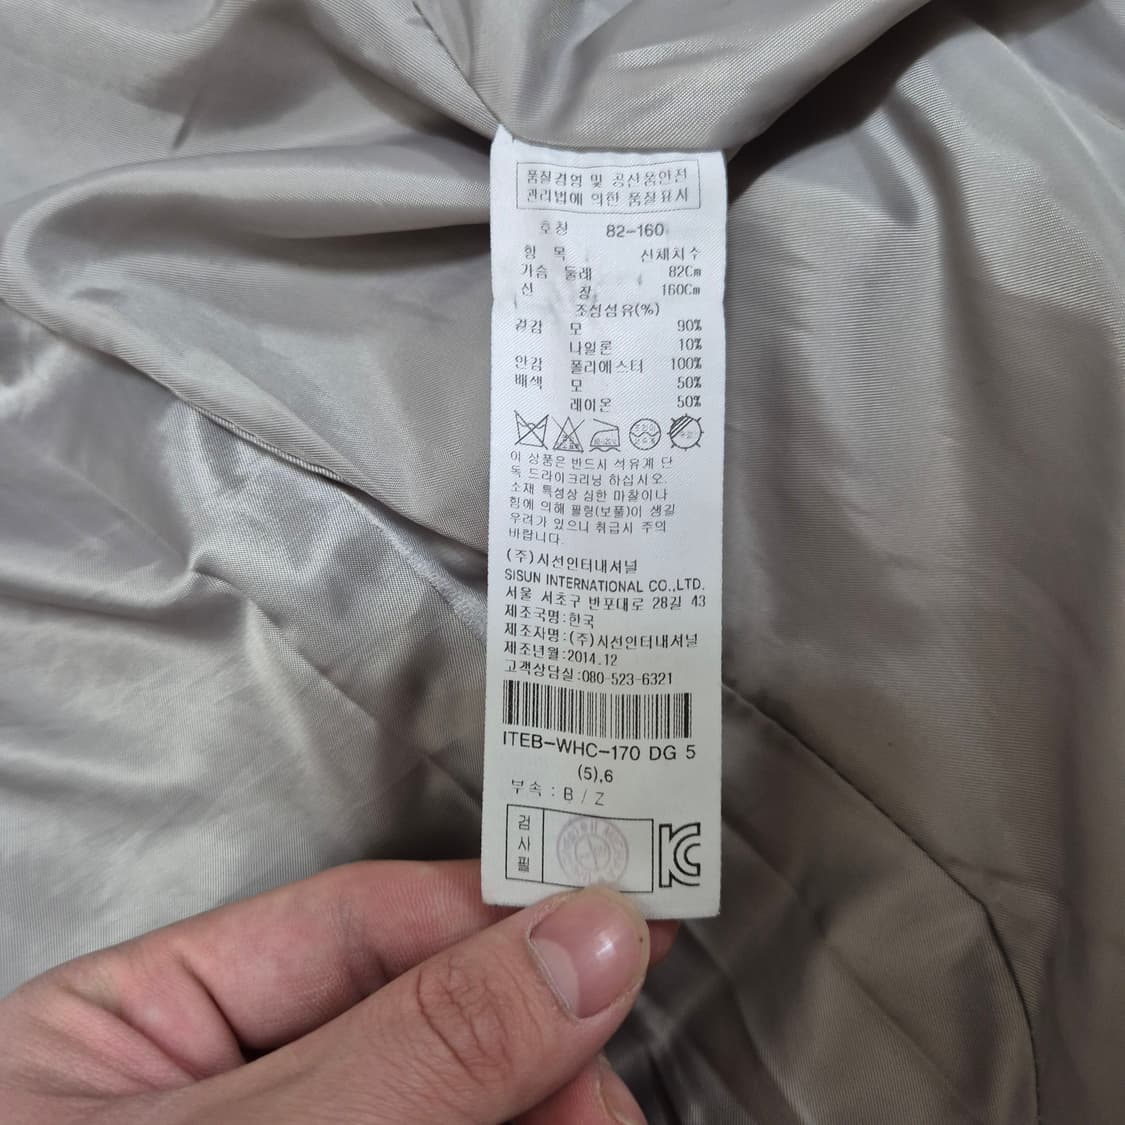 품질경영 및 공산품안전
관리법에 의한 품질표시
호칭 82-160
항 목 신체치수
가슴 둘레 82Cm
신 장 160Cm
조성섬유(%)
겉감 모 90%
나일론 10%
안감 폴리에스터 100%
배색 모 50%
레이온 50%
이 상품은 반드시 석유계 단
독 드라이크리닝 하십시오.
소재 특성상 심한 마찰이나
힘에 의해 필링(보풀)이 생길
우려가 있으니 취급시 주의
바랍니다.
(주)시선인터내셔널
SISUN INTERNATIONAL CO.,LTD.
서울 서초구 반포대로 28길 43
제조국명:한국
제조자명:(주)시선인터내셔널
제조년월:2014.12
고객상담실:080-523-6321
ITEB-WHC-170 DG 5
(5),6
부속 : B / Z
검사필
KC